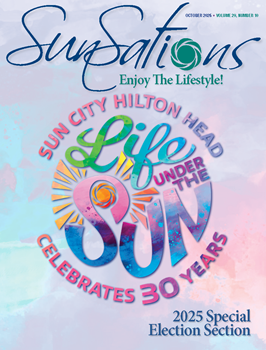 OCTOBER 2025 • VOLUME 29, NUMBER 10
SunSations
Enjoy The Lifestyle!
SUN CITY HILTON HEAD
Life
UNDER
THE
SUN
CELEBRATES 30 YEARS
2025 Special
Election Section